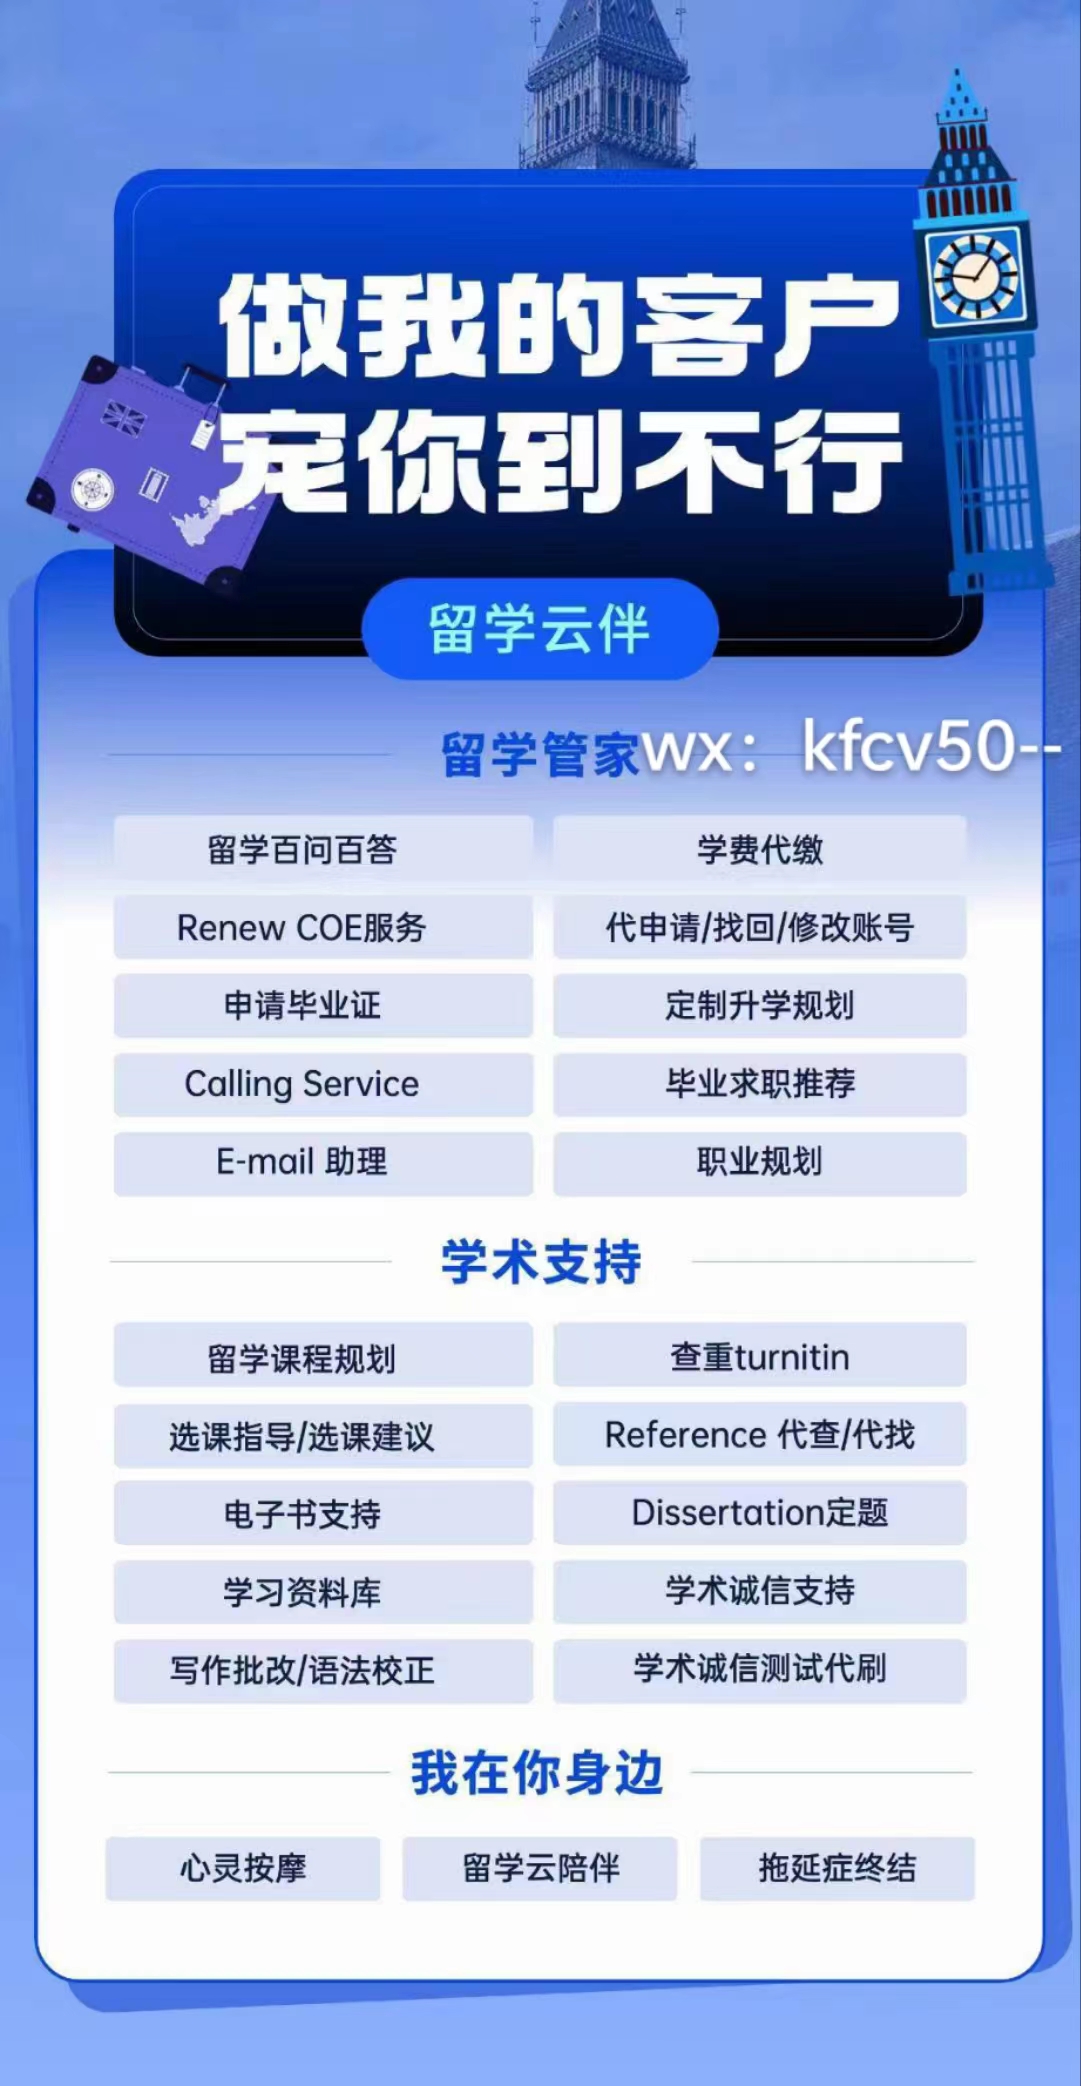 做我的客户
宠你到不行
留学云伴
留学管家
wx：kfcv50--
留学百问百答
学费代缴
Renew COE服务
代申请/找回/修改账号
申请毕业证
定制升学规划
Calling Service
毕业求职推荐
E-mail 助理
职业规划
学术支持
留学课程规划
查重turnitin
选课指导/选课建议
Reference 代查/代找
电子书支持
Dissertation定题
学习资料库
学术诚信支持
写作批改/语法校正
学术诚信测试代刷
我在你身边
心灵按摩
留学云陪伴
拖延症终结